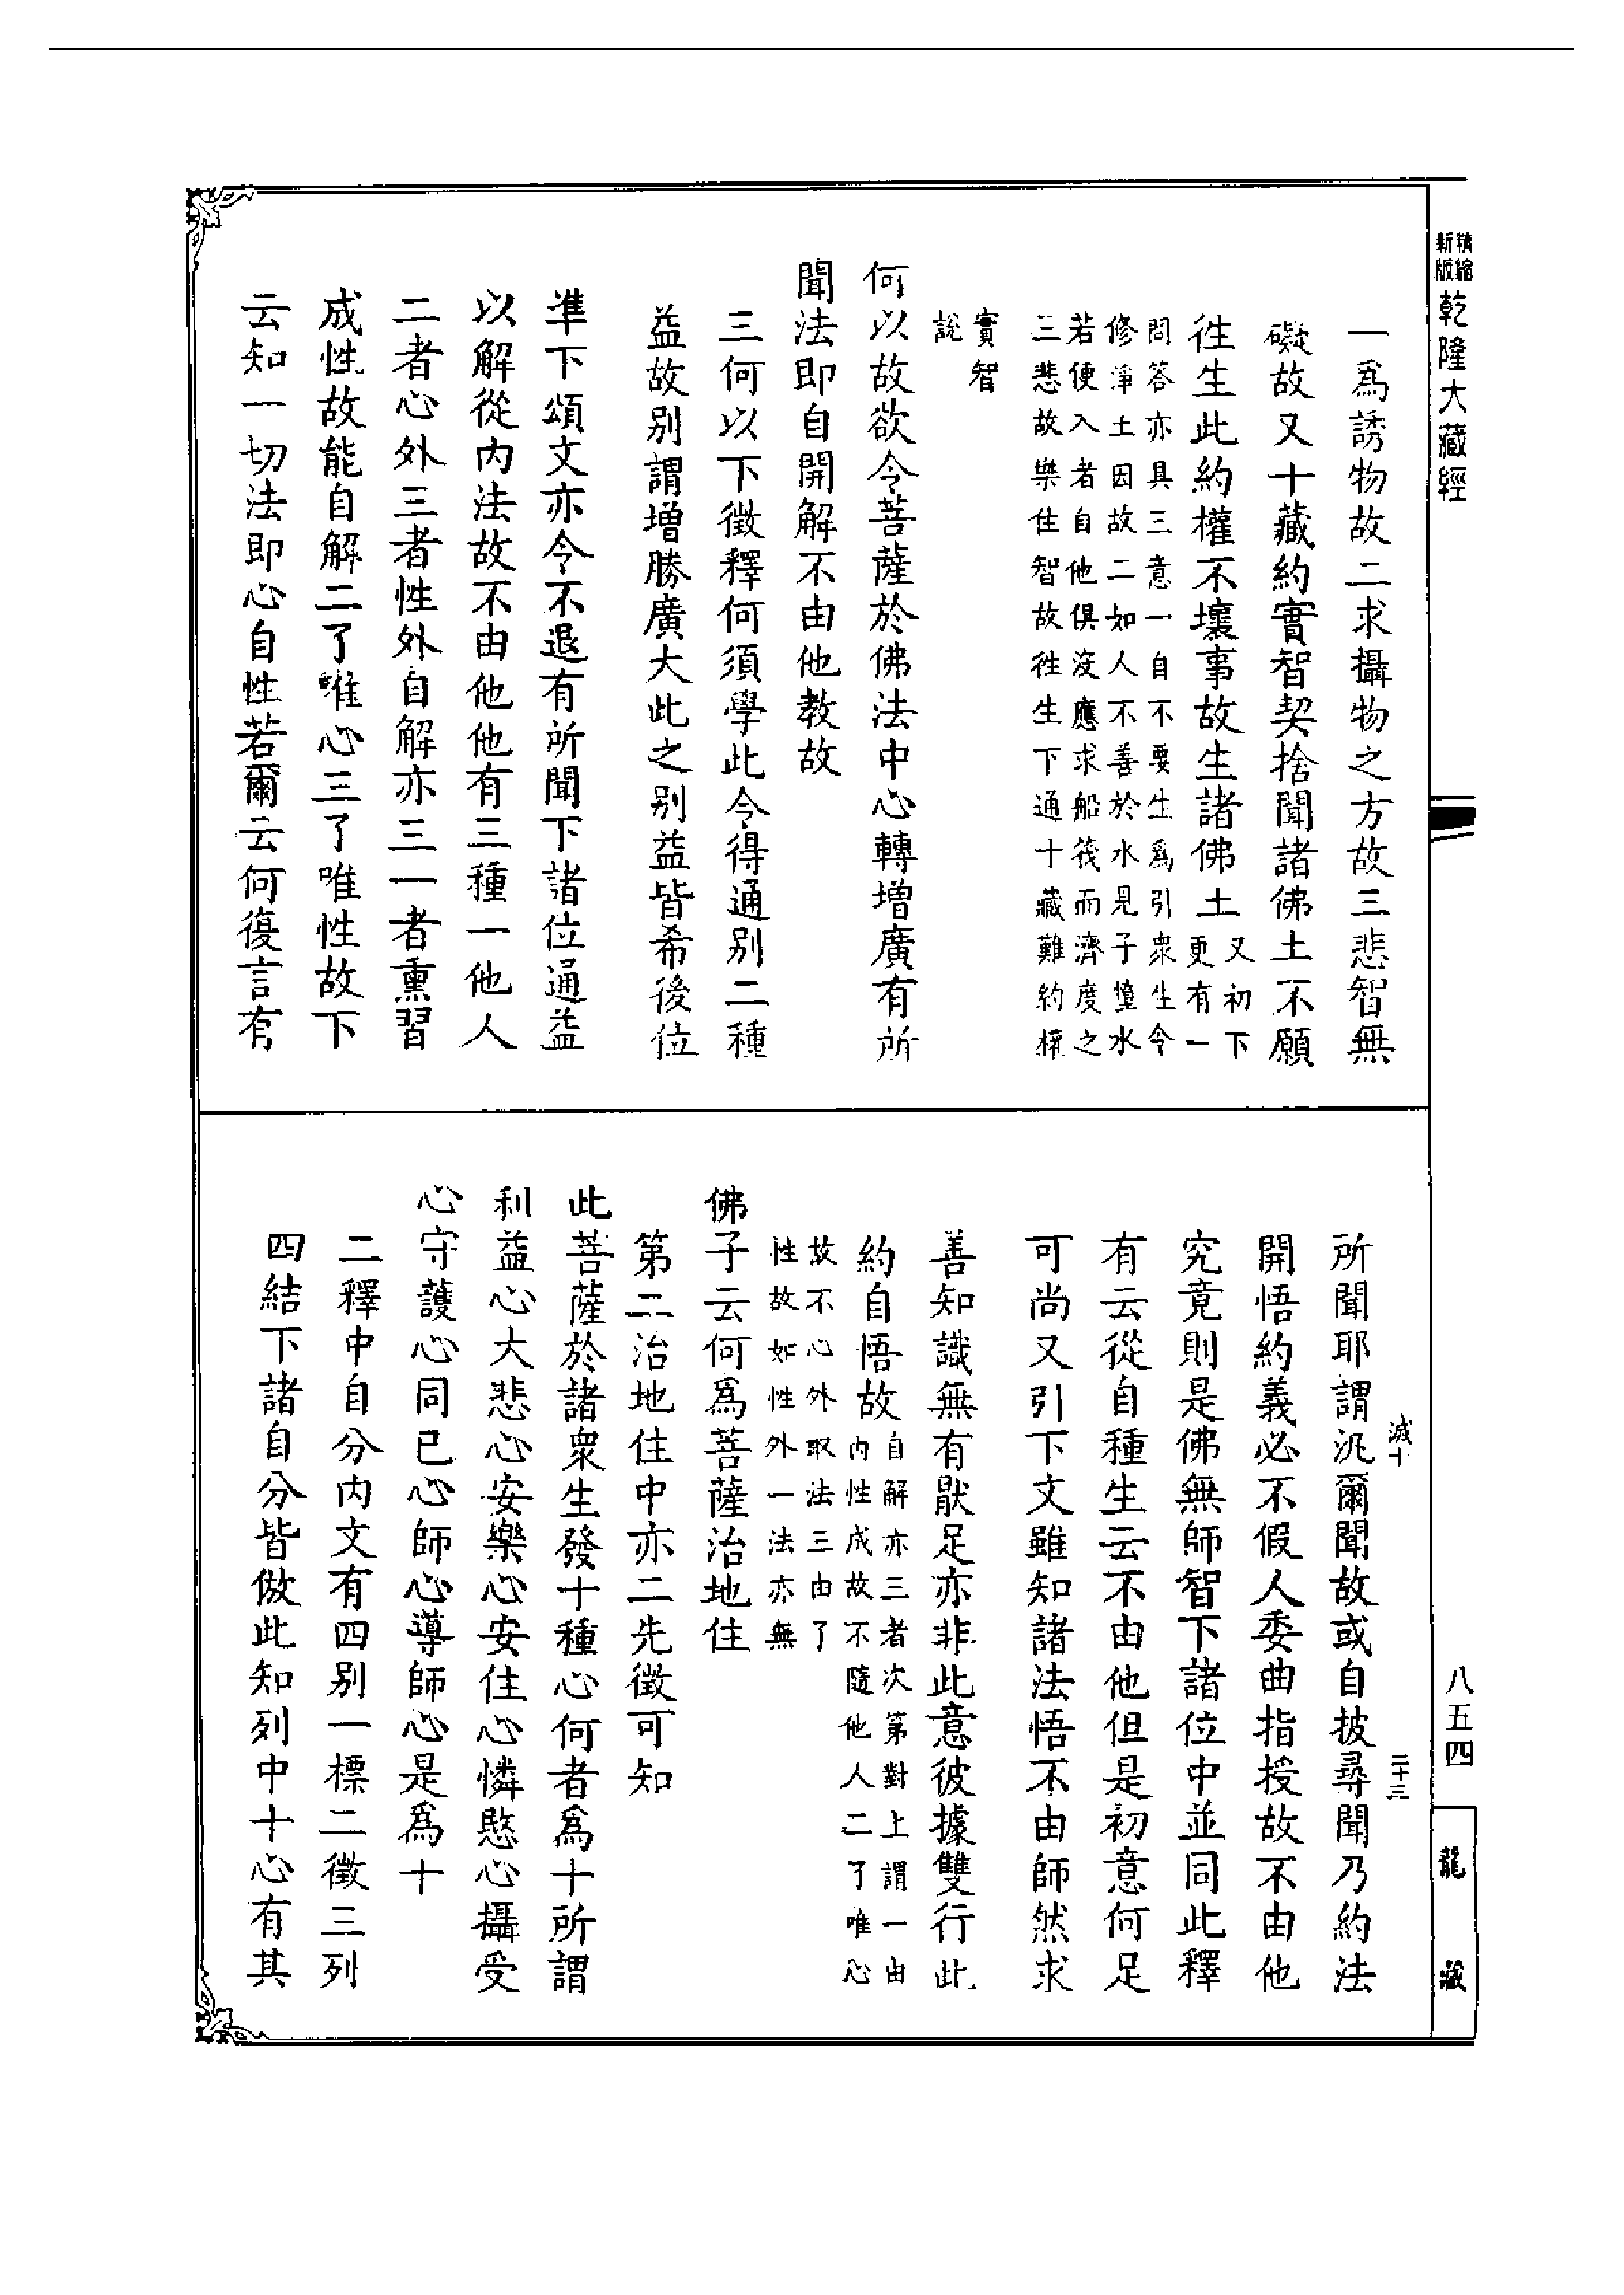 精縮
新版
乾隆大藏經
一爲誘物故二求攝物之方故三悲智無
礙故又十藏約實智契捨聞諸佛土不願
徃生此約權不壞事故生諸佛土又初下
更有一
問答亦具三意一自不要生爲引衆生令
修淨土因故二如人不善於水見子墮水
若便入者自他俱沒應求船筏而濟度之
三悲故樂住智故徃生下通十藏難約權
實智
說
何以故欲令菩薩於佛法中心轉增廣有所
聞法即自開解不由他教故
三何以下徵釋何須學此令得通别二種
益故别謂增勝廣大此之别益皆希後位
準下頌文亦令不退有所聞下諸位通益
以解從内法故不由他他有三種一他人
二者心外三者性外自解亦三一者熏習
成性故能自解二了唯心三了唯性故下
云知一切法即心自性若爾云何復言有
滅十
二十三
所聞耶謂汎爾聞故或自披尋聞乃約法
開悟約義必不假人委曲指授故不由他
究竟則是佛無師智下諸位中並同此釋
有云從自種生云不由他但是初意何足
可尚又引下文雖知諸法悟不由師然求
善知識無有厭足亦非此意彼據雙行此
約自悟故自解亦三者次第對上謂一由
内性成故不隨他人二了唯心
故不心外取法三由了
性故如性外一法亦無
佛子云何爲菩薩治地住
第二治地住中亦二先徵可知
此菩薩於諸衆生發十種心何者爲十所謂
利益心大悲心安樂心安住心憐愍心攝受
心守護心同己心師心導師心是爲十
二釋中自分内文有四别一標二徵三列
四結下諸自分皆倣此知列中十心有其
八五四
龍藏